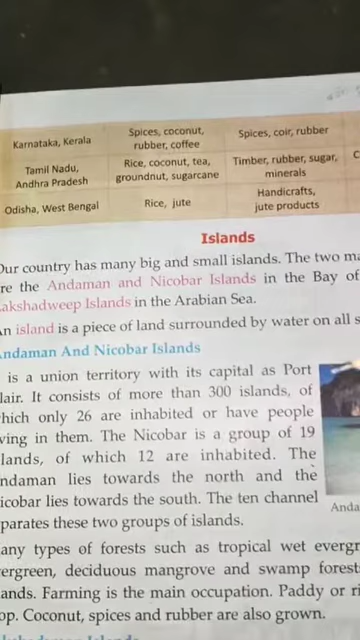 Karnataka, Kerala
Spices, coconut,
rubber, coffee
Spices, coir, rubber
Tamil Nadu,
Andhra Pradesh
Rice, coconut, tea,
groundnut, sugarcane
Timber, rubber, sugar,
minerals
C
Odisha, West Bengal
Rice, jute
Handicrafts,
jute products
Islands
Our country has many big and small islands. The two ma
re the Andaman and Nicobar Islands in the Bay of
akshadweep Islands in the Arabian Sea.
An island is a piece of land surrounded by water on all s
Andaman And Nicobar Islands
is a union territory with its capital as Port
lair. It consists of more than 300 islands, of
hich only 26 are inhabited or have people
ving in them. The Nicobar is a group of 19
lands, of which 12 are inhabited. The
ndaman lies towards the north and the
icobar lies towards the south. The ten channel
parates these two groups of islands.
Anda
any types of forests such as tropical wet evergr
ergreen, deciduous mangrove and swamp forest
ands. Farming is the main occupation. Paddy or ri
op. Coconut, spices and rubber are also grown.